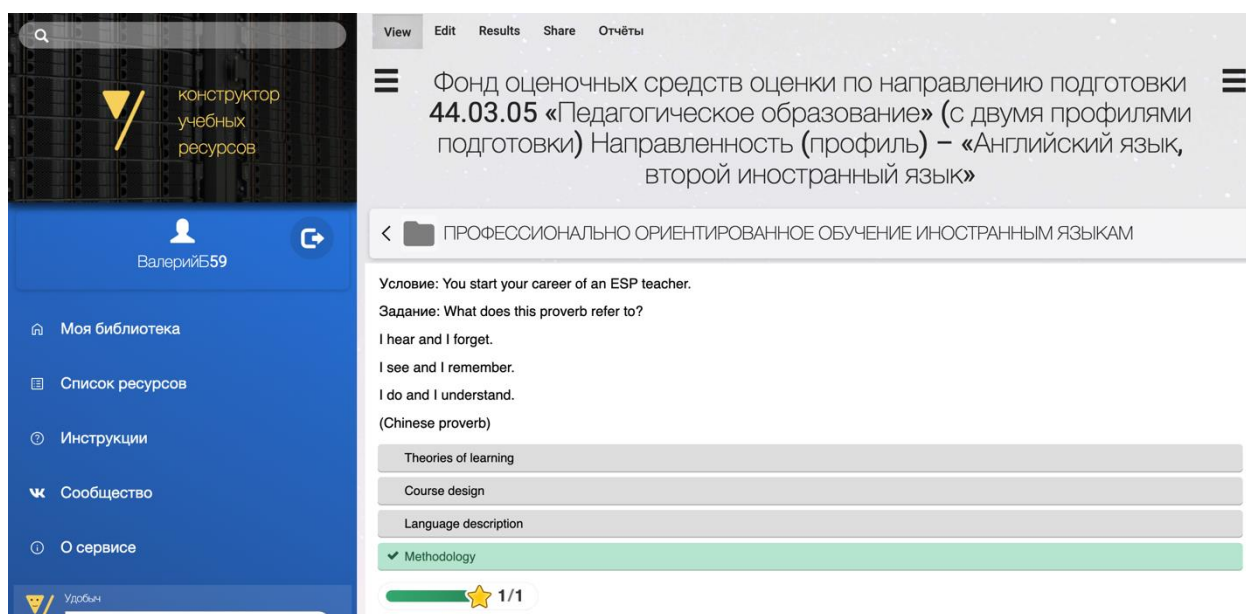 View Edit Results Share Отчёты
конструктор
учебных
ресурсов
Фонд оценочных средств оценки по направлению подготовки
44.03.05 «Педагогическое образование» (с двумя профилями
подготовки) Направленность (профиль) – «Английский язык,
второй иностранный язык»
ВалерийБ59
ПРОФЕССИОНАЛЬНО ОРИЕНТИРОВАННОЕ ОБУЧЕНИЕ ИНОСТРАННЫМ ЯЗЫКАМ
Моя библиотека
Список ресурсов
Инструкции
Сообщество
О сервисе
Удобыч
Условие: You start your career of an ESP teacher.
Задание: What does this proverb refer to?
I hear and I forget.
I see and I remember.
I do and I understand.
(Chinese proverb)
Theories of learning
Course design
Language description
Methodology
1/1